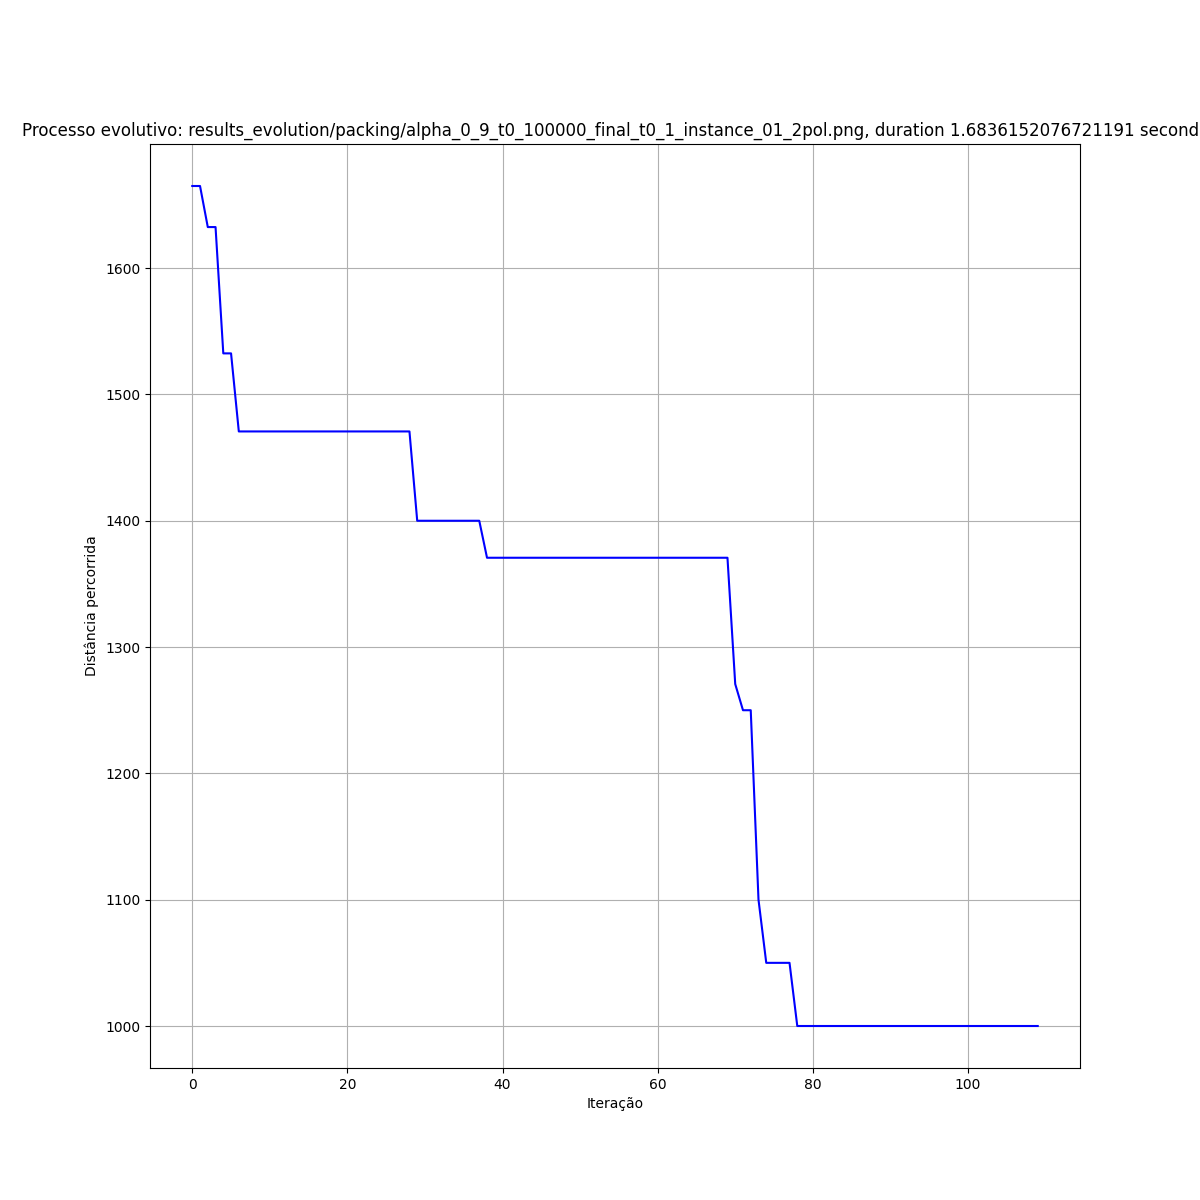 Processo evolutivo: results_evolution/packing/alpha_0_9_t0_100000_final_t0_1_instance_01_2pol.png, duration 1.6836152076721191 second
1600
1500
1400
1300
1200
1100
1000
Distância percorrida
0 20 40 60 80 100
Iteração